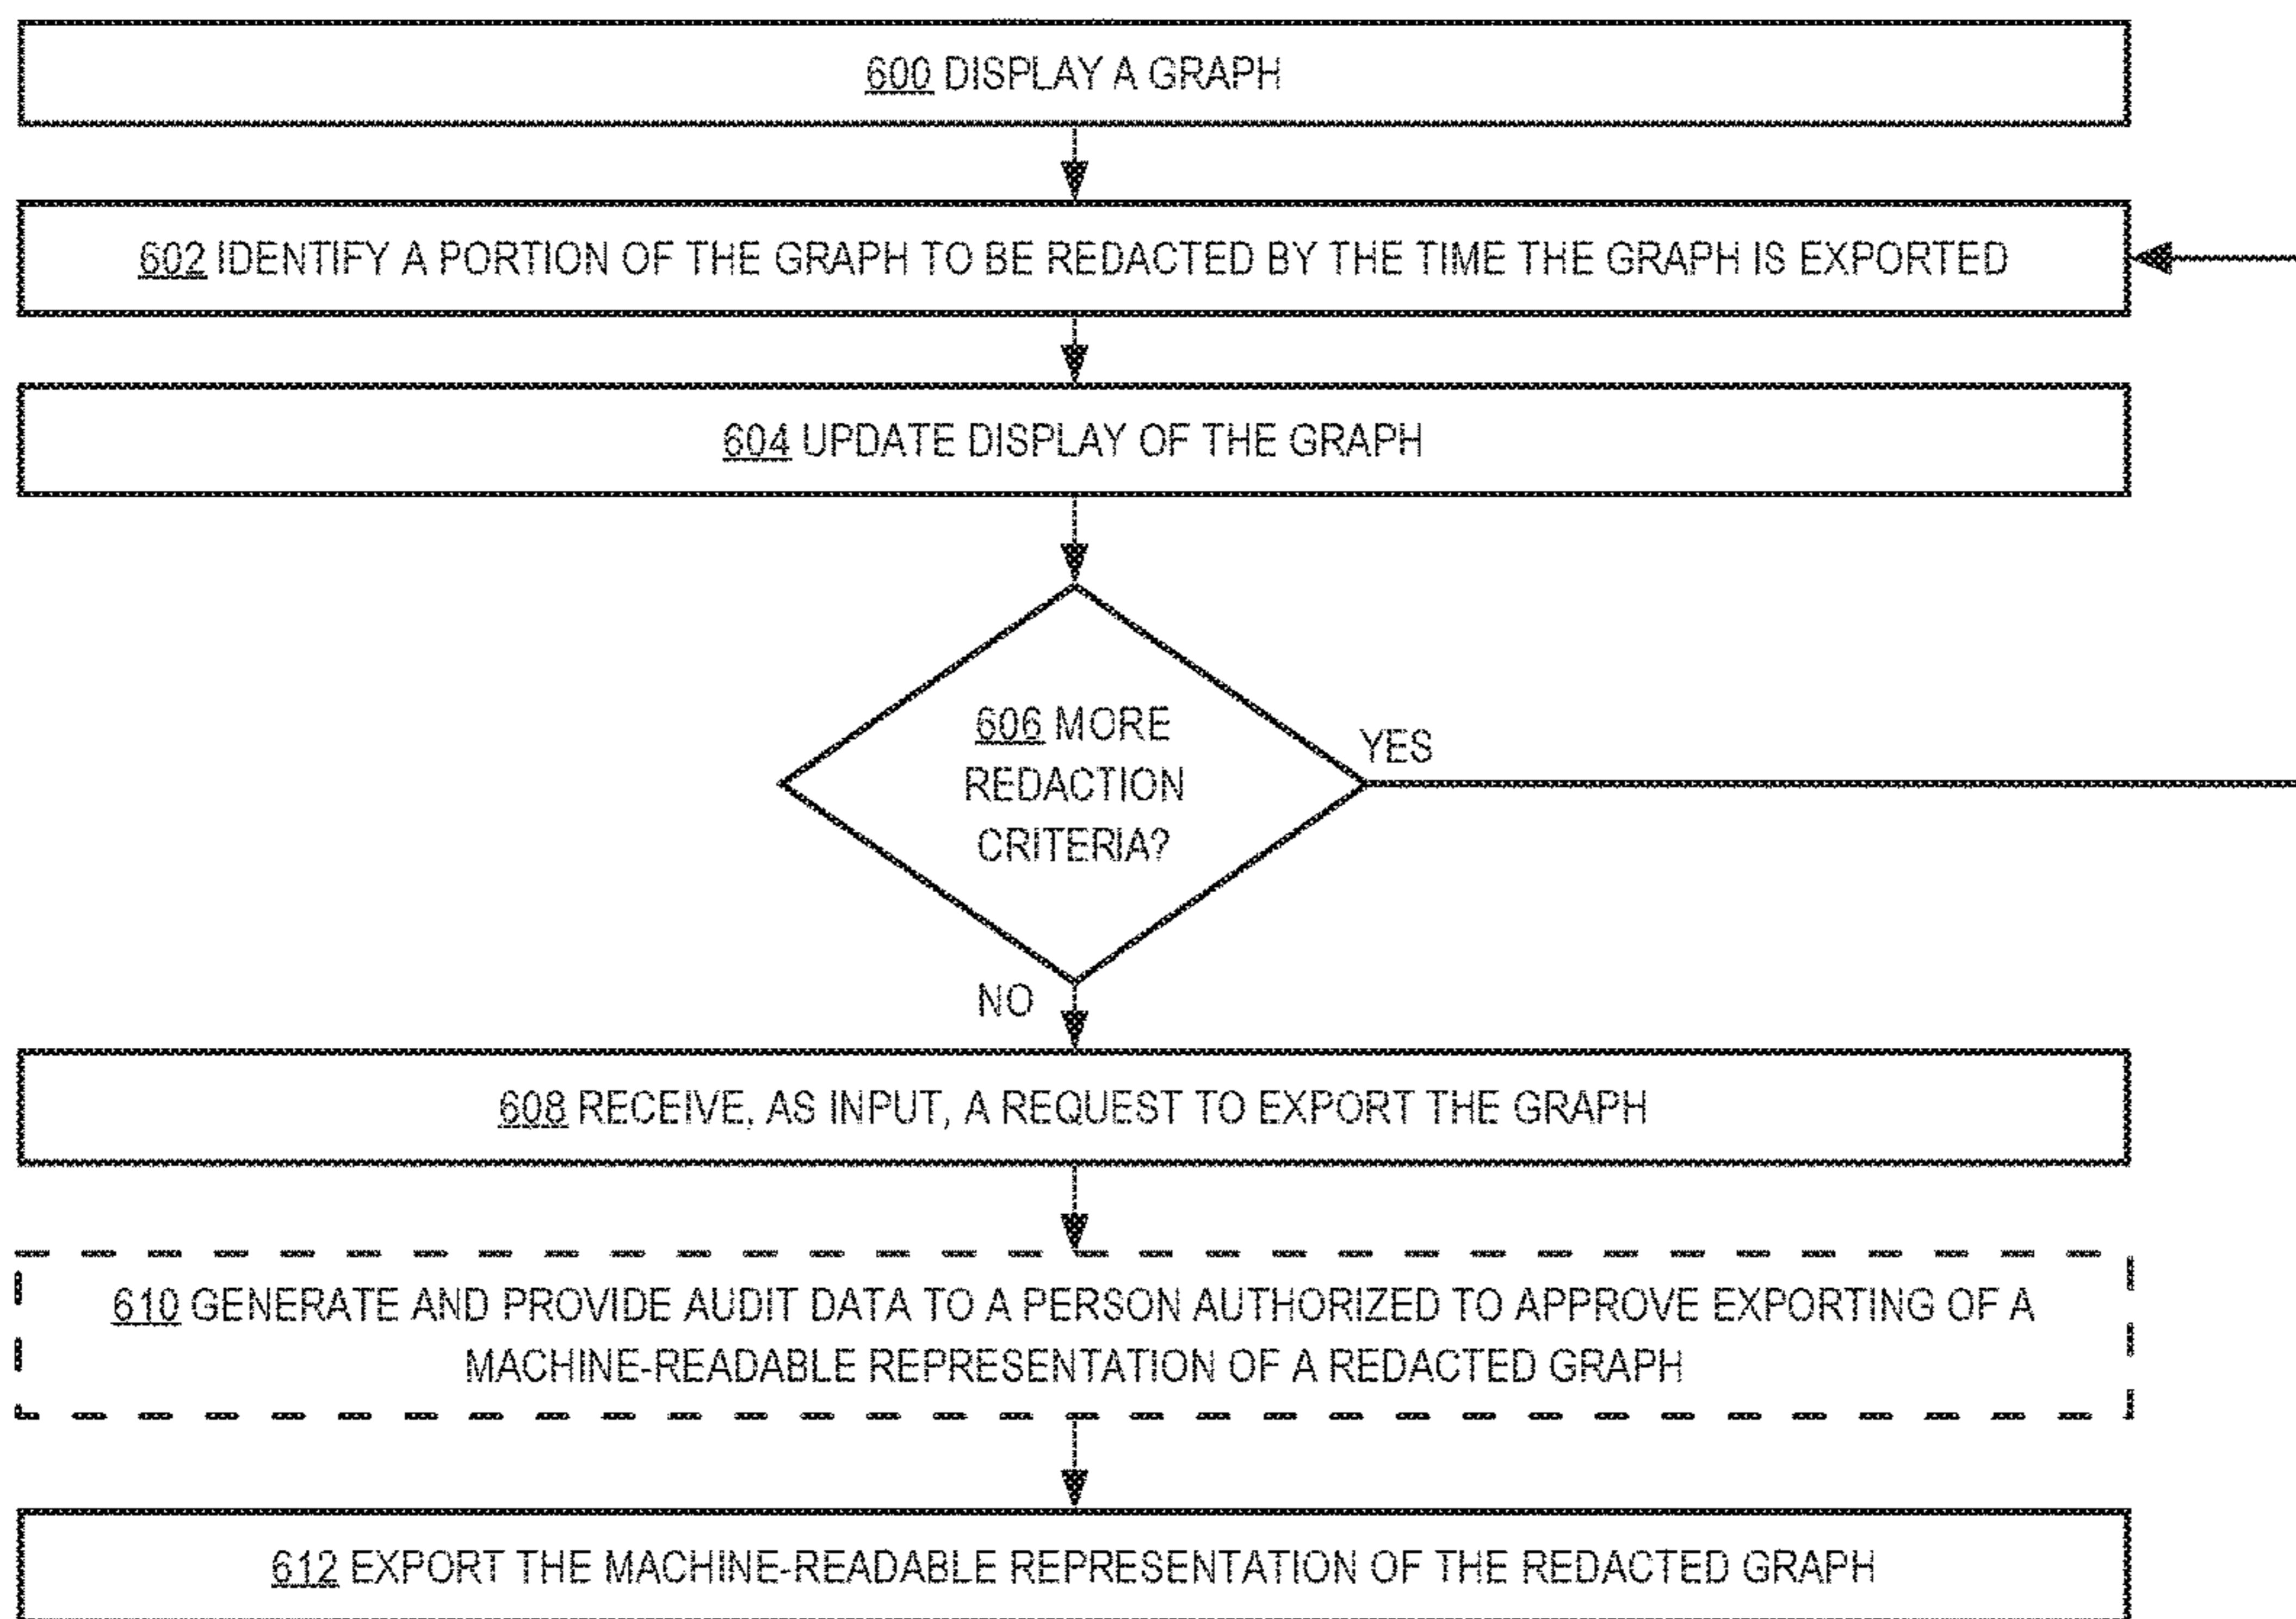 600 DISPLAY A GRAPH
602 IDENTIFY A PORTION OF THE GRAPH TO BE REDACTED BY THE TIME THE GRAPH IS EXPORTED
604 UPDATE DISPLAY OF THE GRAPH
606 MORE
REDACTION
CRITERIA?
YES
NO
608 RECEIVE, AS INPUT, A REQUEST TO EXPORT THE GRAPH
610 GENERATE AND PROVIDE AUDIT DATA TO A PERSON AUTHORIZED TO APPROVE EXPORTING OF A
MACHINE-READABLE REPRESENTATION OF A REDACTED GRAPH
612 EXPORT THE MACHINE-READABLE REPRESENTATION OF THE REDACTED GRAPH